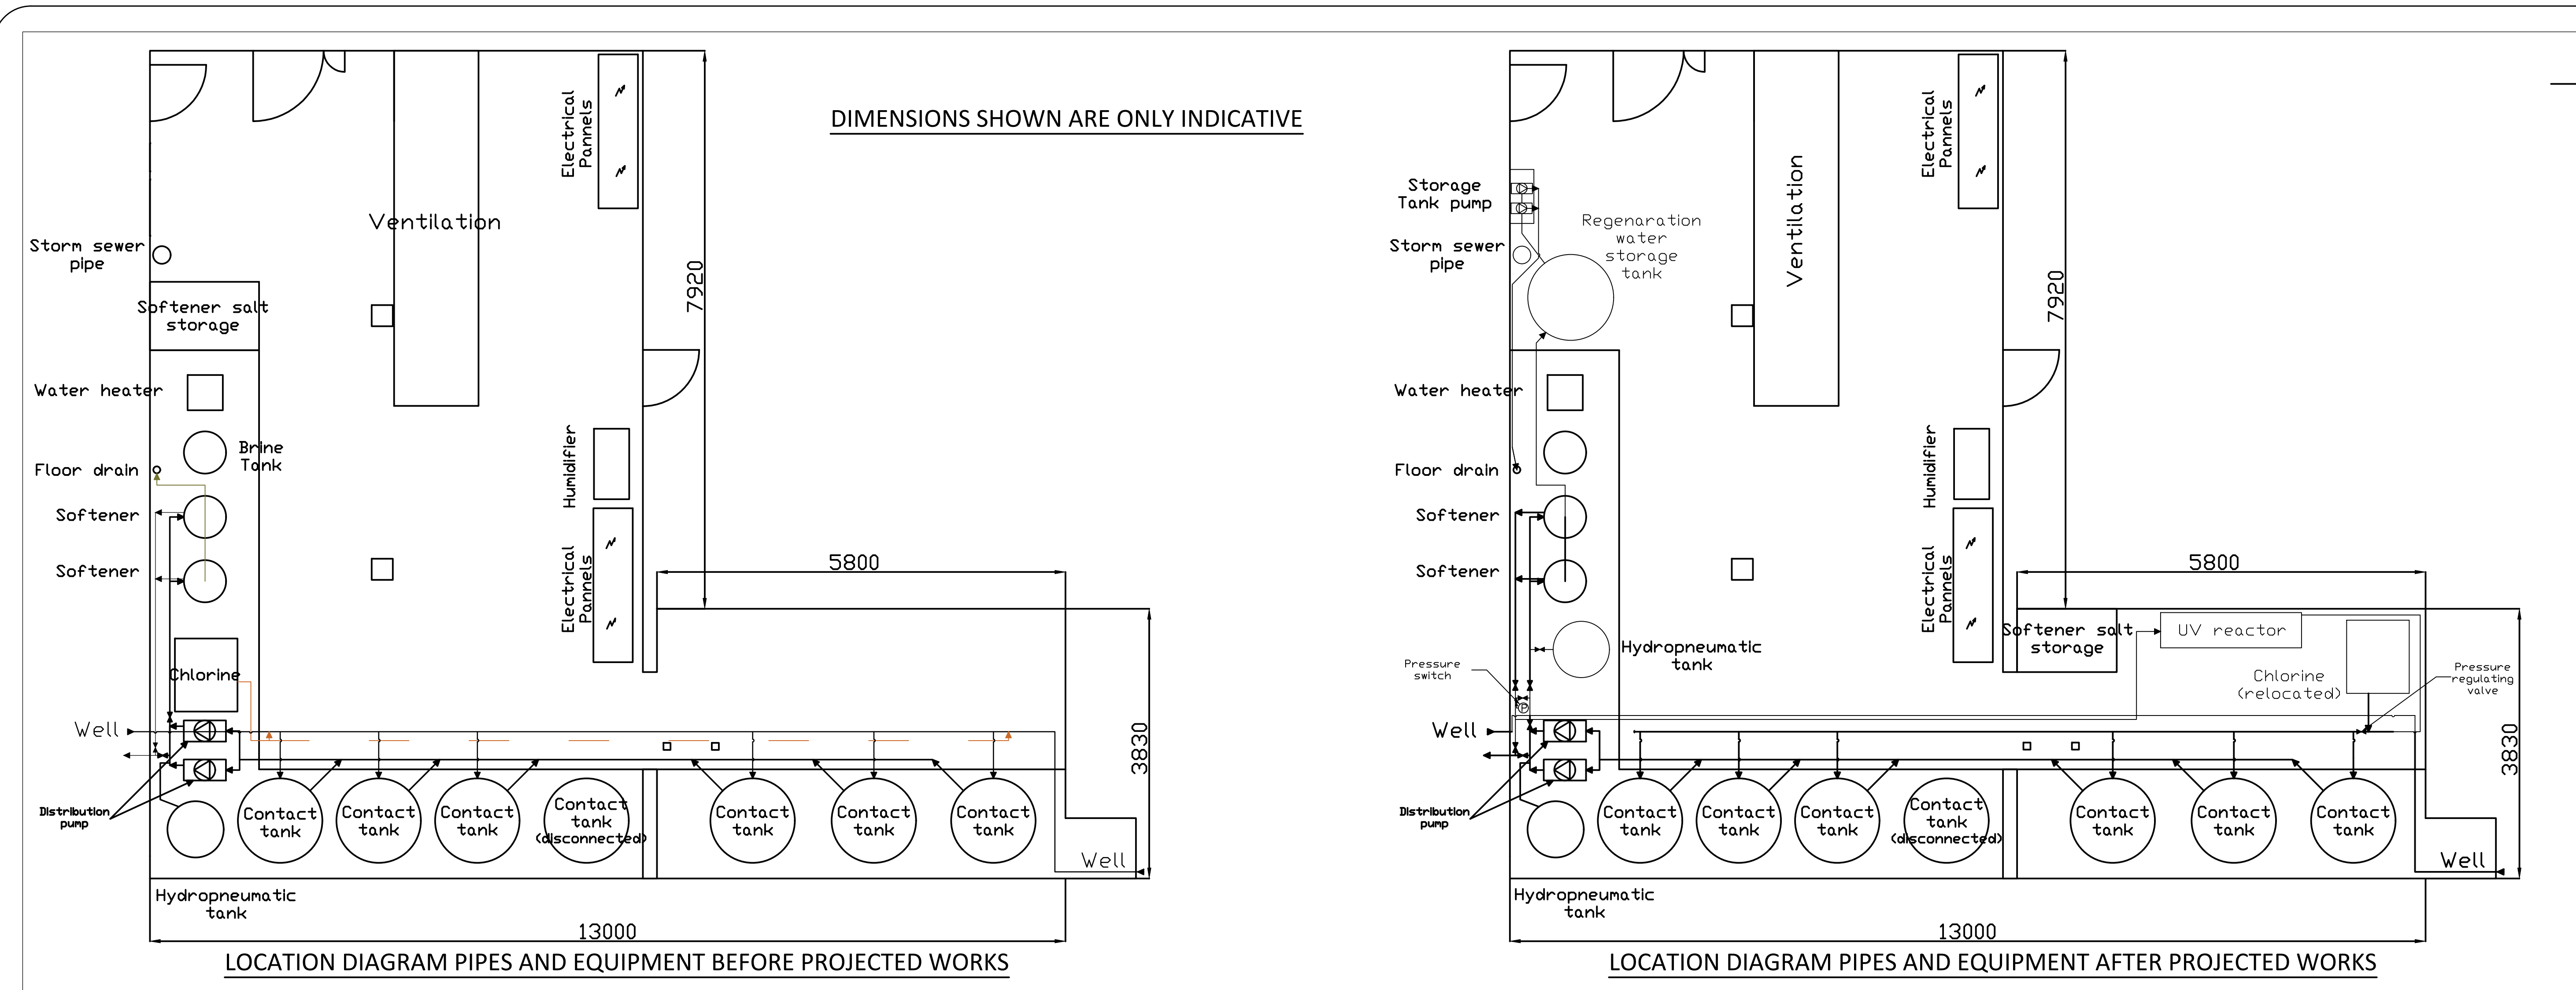 DIMENSIONS SHOWN ARE ONLY INDICATIVE
Electrical
Pannels
Ventilation
Storm sewer
pipe
7920
Softener salt
storage
Water heater
Brine
Tank
Floor drain
Humidifier
Softener
Softener
Electrical
Pannels
5800
Chlorine
Well
3830
Distribution
pump
Contact
tank
Contact
tank
Contact
tank
Contact
tank
(disconnected)
Contact
tank
Contact
tank
Contact
tank
Well
Hydropneumatic
tank
13000
LOCATION DIAGRAM PIPES AND EQUIPMENT BEFORE PROJECTED WORKS
Electrical
Pannels
Storage
Tank pump
Ventilation
Regenaration
water
storage
tank
Storm sewer
pipe
7920
Water heater
Floor drain
Humidifier
Softener
Softener
Electrical
Pannels
5800
Softener salt
storage
UV reactor
Hydropneumatic
tank
Pressure
switch
Chlorine
(relocated)
Pressure
regulating
valve
P
Well
3830
Distribution
pump
Contact
tank
Contact
tank
Contact
tank
Contact
tank
(disconnected)
Contact
tank
Contact
tank
Contact
tank
Well
Hydropneumatic
tank
13000
LOCATION DIAGRAM PIPES AND EQUIPMENT AFTER PROJECTED WORKS